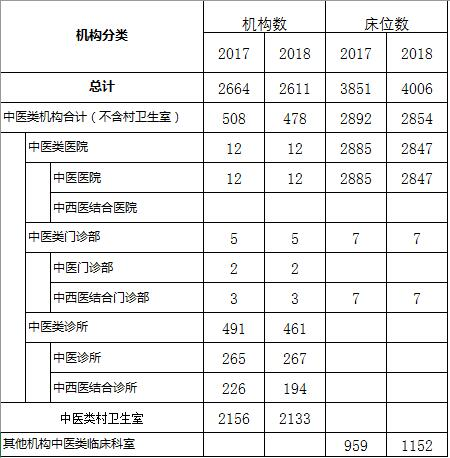 机构分类 机构数 床位数
2017 2018 2017 2018
总计 2664 2611 3851 4006
中医类机构合计（不含村卫生室） 508 478 2892 2854
中医类医院 12 12 2885 2847
中医医院 12 12 2885 2847
中西医结合医院
中医类门诊部 5 5 7 7
中医门诊部 2 2
中西医结合门诊部 3 3 7 7
中医类诊所 491 461
中医诊所 265 267
中西医结合诊所 226 194
中医类村卫生室 2156 2133
其他机构中医类临床科室 959 1152